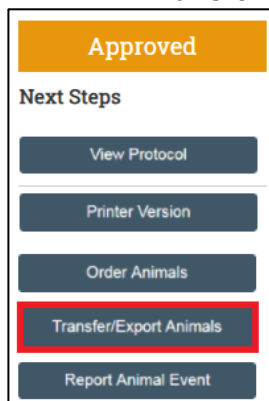 Approved
Next Steps
View Protocol
Printer Version
Order Animals
Transfer/Export Animals
Report Animal Event